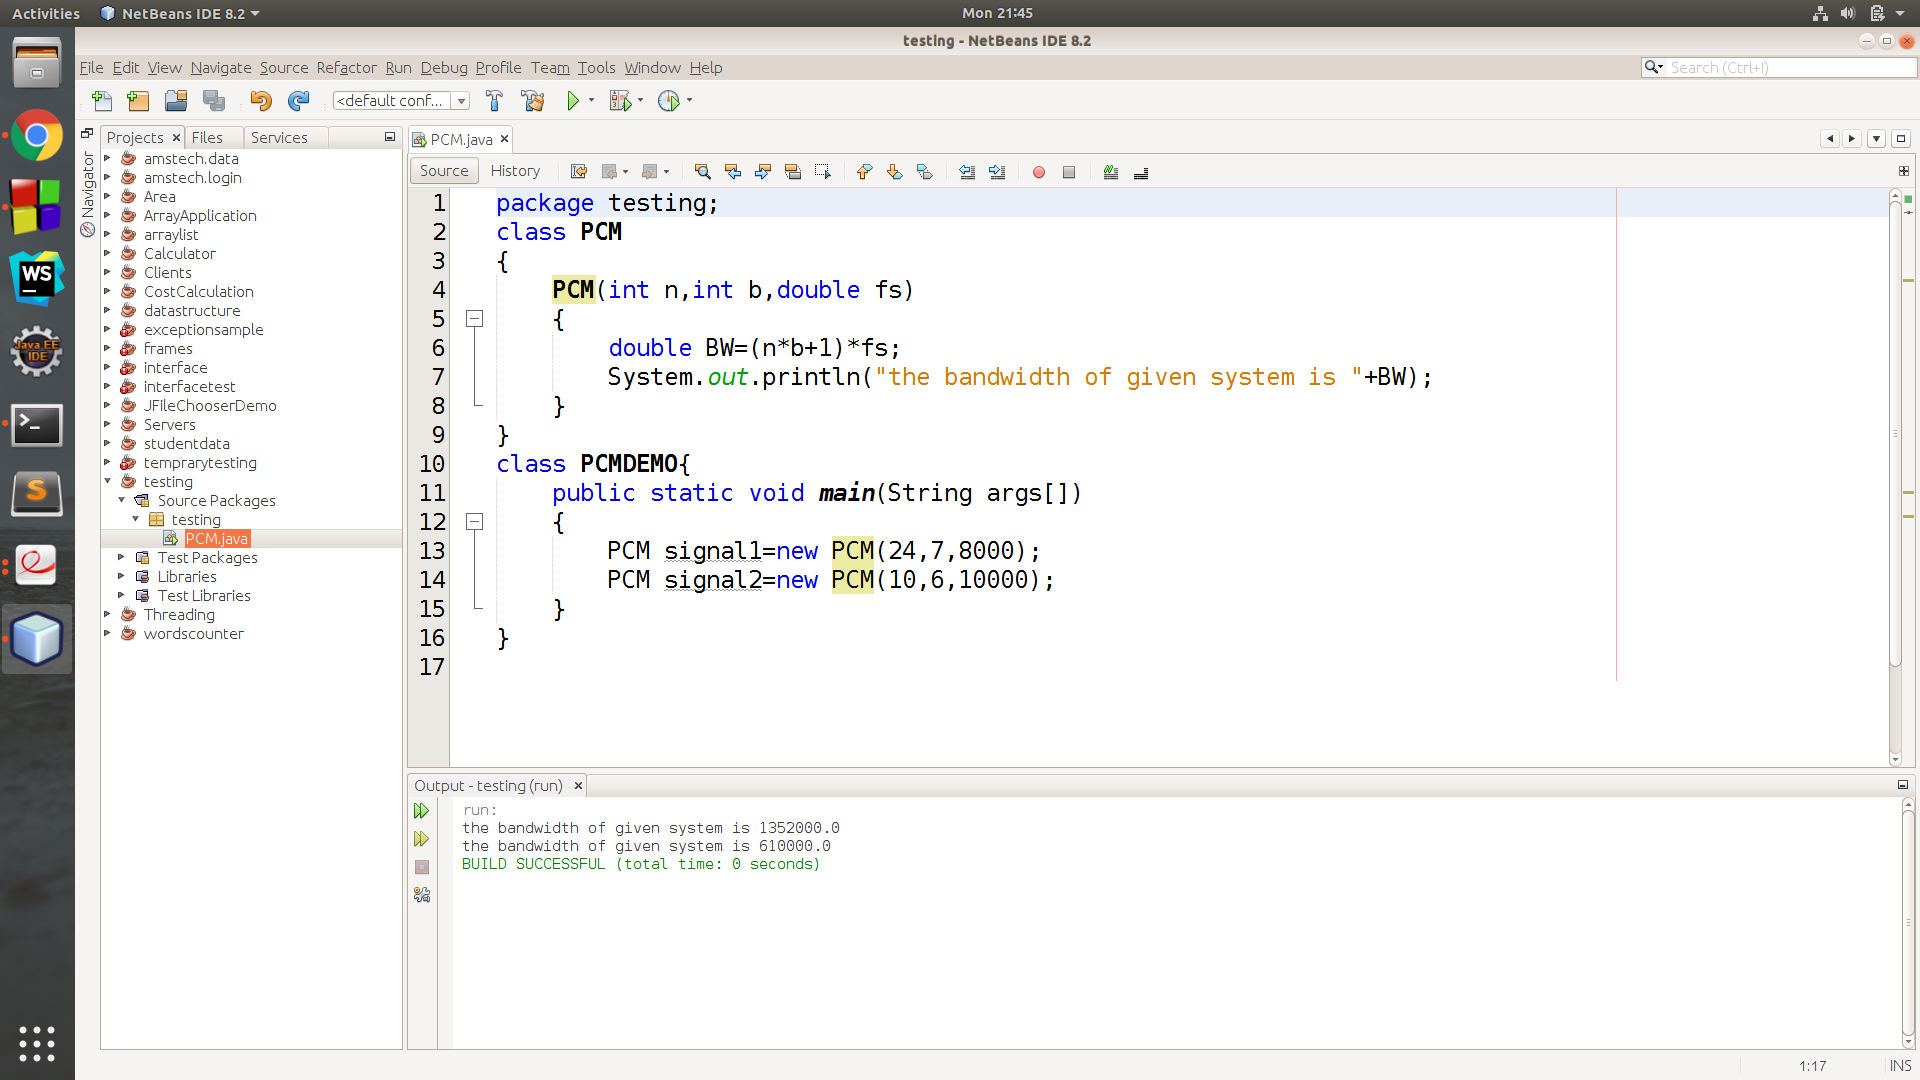 Activities
NetBeans IDE 8.2
Mon 21:45
testing - NetBeans IDE 8.2
File Edit View Navigate Source Refactor Run Debug Profile Team Tools Window Help
Search (Ctrl+I)
<default conf...
Navigator
Projects Files Services
amstech.data
amstech.login
Area
ArrayApplication
arraylist
Calculator
Clients
CostCalculation
datastructure
exceptionsample
frames
interface
interfacetest
JFileChooserDemo
Servers
studentdata
temprarytesting
testing
Source Packages
testing
PCM.java
Test Packages
Libraries
Test Libraries
Threading
wordscounter
WS
Java EE
IDE
PCM.java
Source History
1 package testing;
2 class PCM
3 {
4 PCM(int n,int b,double fs)
5 {
6 double BW=(n*b+1)*fs;
7 System.out.println("the bandwidth of given system is "+BW);
8 }
9 }
10 class PCMDEMO{
11 public static void main(String args[])
12 {
13 PCM signal1=new PCM(24,7,8000);
14 PCM signal2=new PCM(10,6,10000);
15 }
16 }
17
Output - testing (run)
run:
the bandwidth of given system is 1352000.0
the bandwidth of given system is 610000.0
BUILD SUCCESSFUL (total time: 0 seconds)
1:17 INS